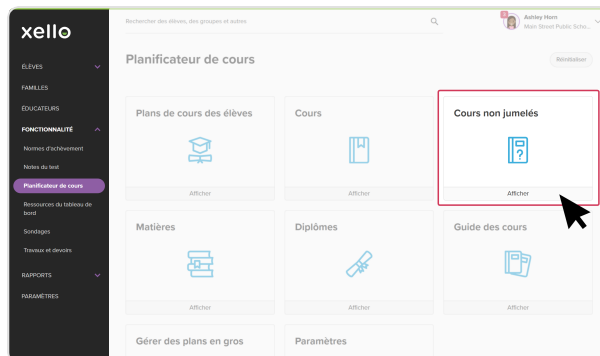 xello
Rechercher des élèves, des groupes et autres
Ashley Horn
Main Street Public Scho...
ÉLÈVES
FAMILLES
ÉDUCATEURS
FONCTIONNALITÉ
Normes d'achèvement
Notes du test
Planificateur de cours
Ressources du tableau de
bord
Sondages
Travaux et devoirs
RAPPORTS
PARAMÈTRES
Planificateur de cours
Réinitialiser
Plans de cours des élèves
Afficher
Cours
Afficher
Cours non jumelés
?
Afficher
Matières
Afficher
Diplômes
Afficher
Guide des cours
Afficher
Gérer des plans en gros
Paramètres